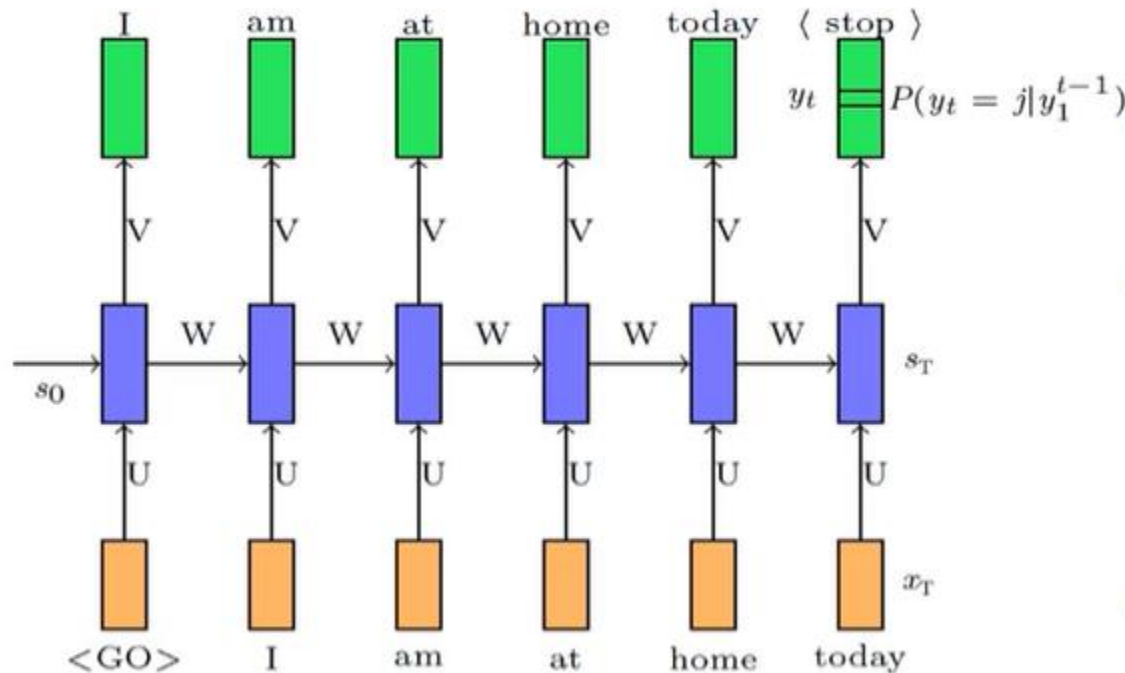 I am at home today ⟨ stop ⟩
y_t P(y_t = j|y_1^{t-1})
V V V V V V
W W W W W
s_0 s_T
U U U U U U
x_T
<GO> I am at home today